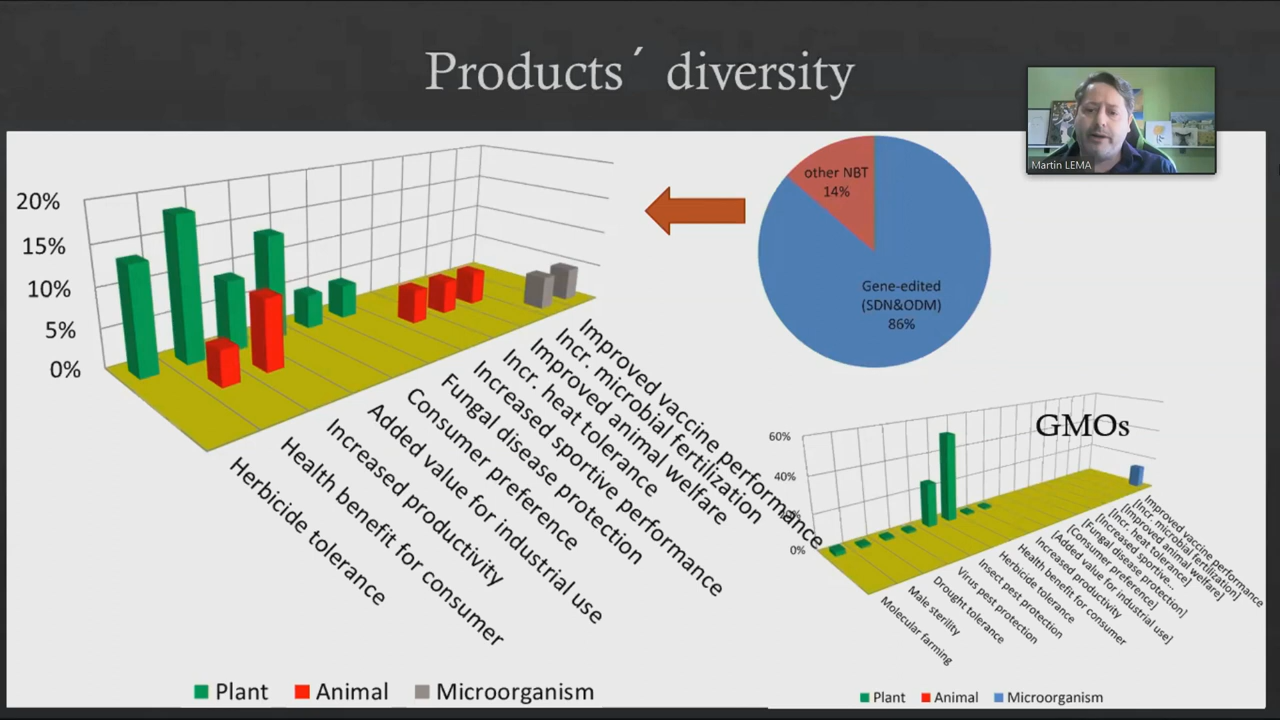 Products´ diversity
Martin LEMA
20%
15%
10%
5%
0%
Herbicide tolerance
Health benefit for consumer
Increased productivity
Added value for industrial use
Consumer preference
Fungal disease protection
Increased sportive performance
Incr. heat tolerance
Improved animal welfare
Incr. microbial fertilization
Improved vaccine performance
Plant
Animal
Microorganism
other NBT
14%
Gene-edited
(SDN&ODM)
86%
GMOs
60%
40%
0%
Molecular farming
Male sterility
Drought tolerance
Virus pest protection
Insect pest protection
Herbicide tolerance
Health benefit for consumer
Increased productivity
[Added value for industrial use]
[Consumer preference]
[Fungal disease protection]
[Increased sportive...
[Incr. heat tolerance]
[Improved animal welfare]
[Incr. microbial fertilization]
Improved vaccine performance
Plant
Animal
Microorganism